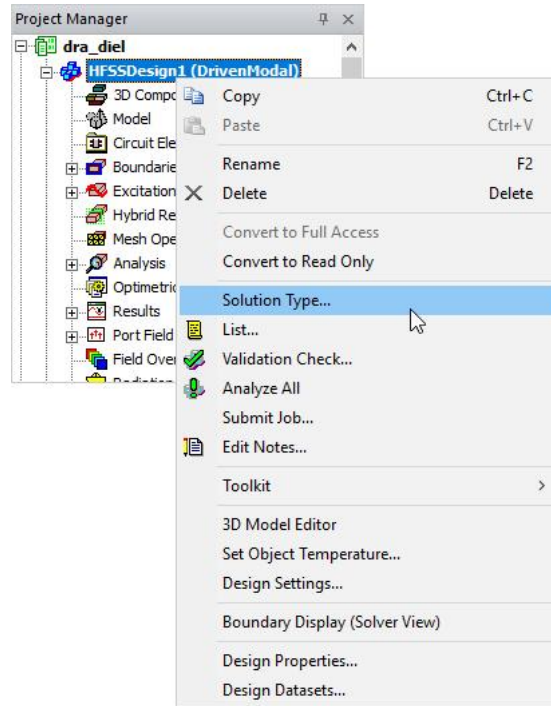 Project Manager
dra_diel
HFSSDesign1 (DrivenModal)
3D Compo
Model
Circuit Ele
Boundarie
Excitation
Hybrid Re
Mesh Ope
Analysis
Optimetric
Results
Port Field
Field Over
Copy Ctrl+C
Paste Ctrl+V
Rename F2
Delete Delete
Convert to Full Access
Convert to Read Only
Solution Type...
List...
Validation Check...
Analyze All
Submit Job...
Edit Notes...
Toolkit
3D Model Editor
Set Object Temperature...
Design Settings...
Boundary Display (Solver View)
Design Properties...
Design Datasets...